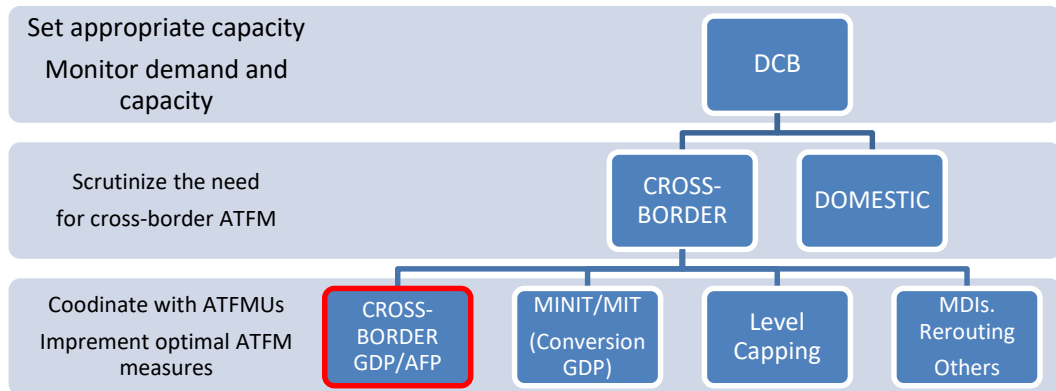 Set appropriate capacity
Monitor demand and
capacity
DCB
Scrutinize the need
for cross-border ATFM
CROSS-
BORDER
DOMESTIC
Coodinate with ATFMUs
Imprement optimal ATFM
measures
CROSS-
BORDER
GDP/AFP
MINIT/MIT
(Conversion
GDP)
Level
Capping
MDIs.
Rerouting
Others